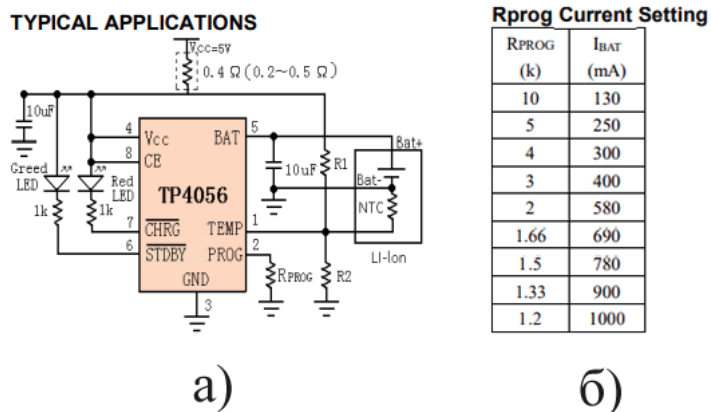 TYPICAL APPLICATIONS
Vcc=5V
0.4 Ω(0.2~0.5 Ω)
10uF
4
Vcc
BAT
5
Bat+
8
CE
Greed
LED
Red
LED
TP4056
10uF
R1
Bat-
1k
1k
NTC
7
CHRG
TEMP
1
6
STDBY
PROG
2
GND
RPROG
R2
LI-Ion
3
а)
Rprog Current Setting
RPROG IBAT
(k) (mA)
10 130
5 250
4 300
3 400
2 580
1.66 690
1.5 780
1.33 900
1.2 1000
б)